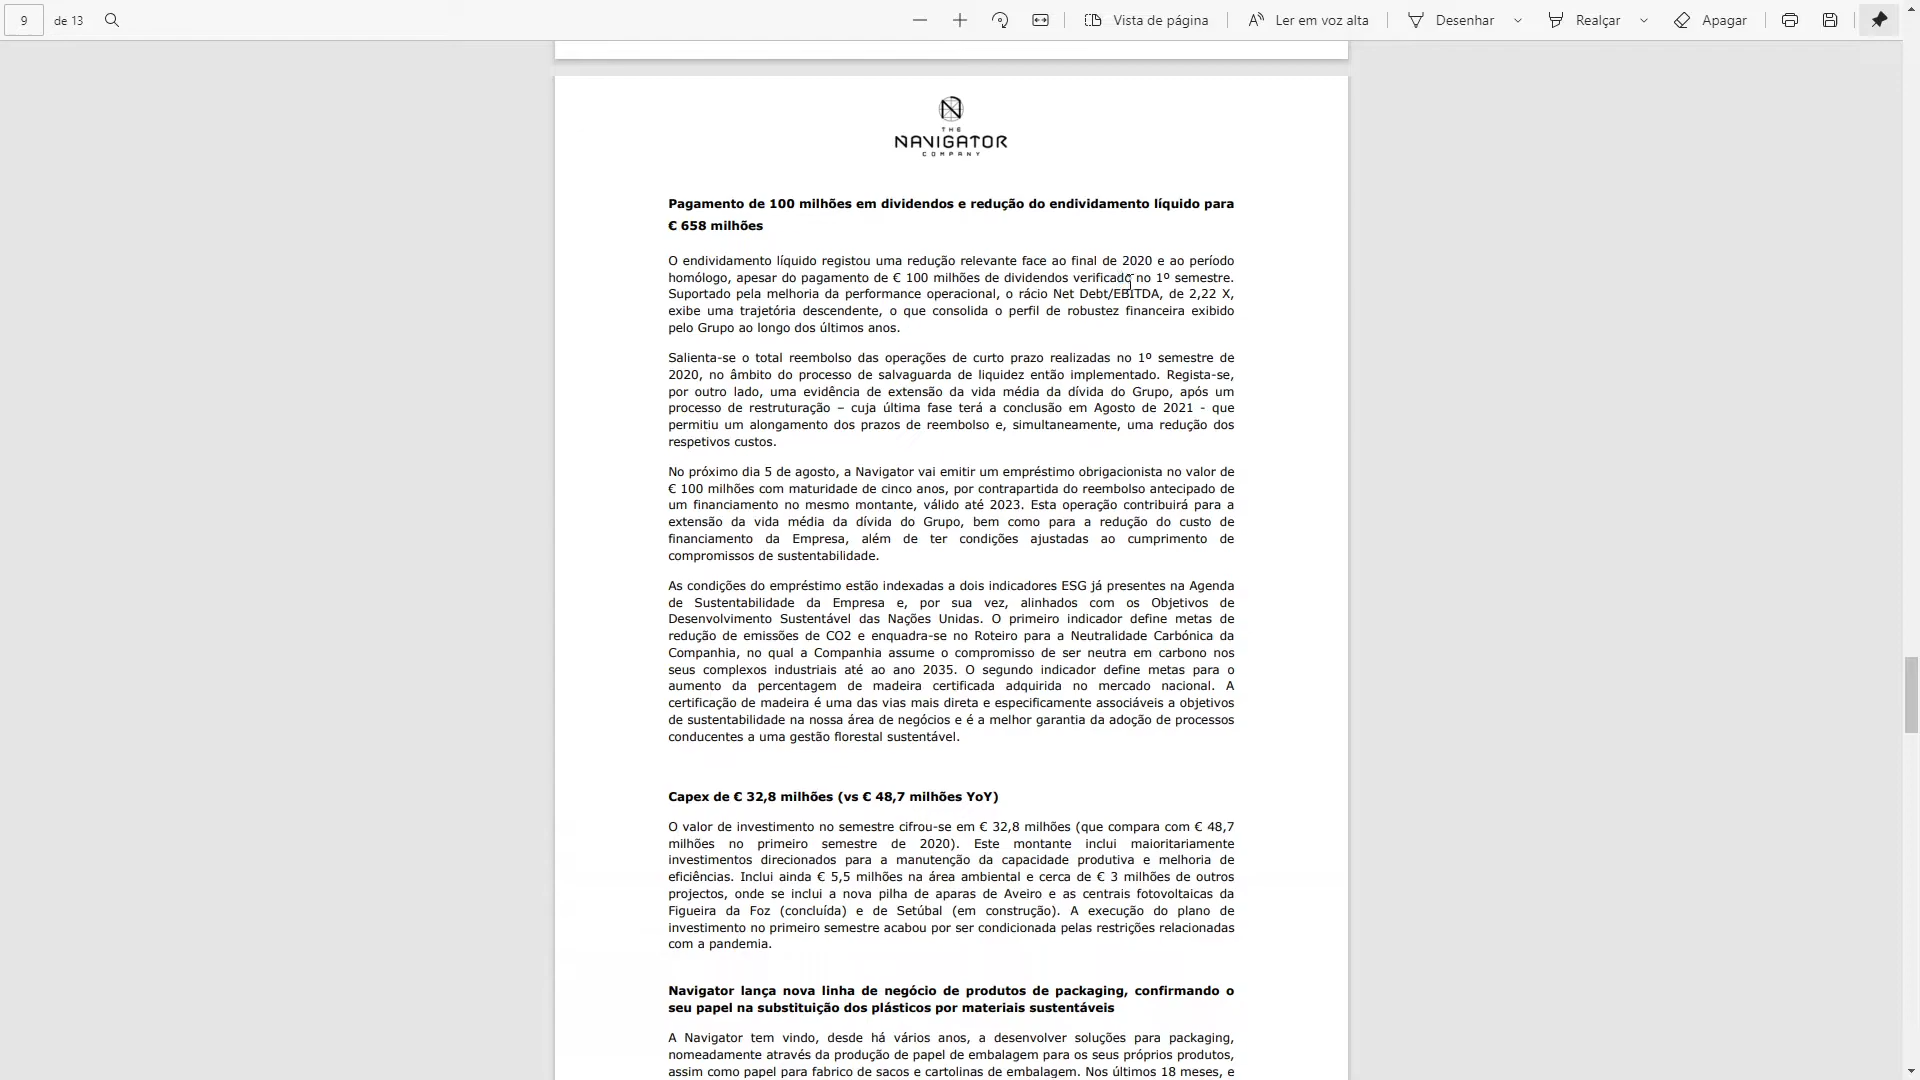 9 de 13 Vista de página Ler em voz alta Desenhar Realçar Apagar
N
THE
NAVIGATOR
COMPANY
Pagamento de 100 milhões em dividendos e redução do endividamento líquido para
€ 658 milhões
O endividamento líquido registou uma redução relevante face ao final de 2020 e ao período
homólogo, apesar do pagamento de € 100 milhões de dividendos verificado no 1º semestre.
Suportado pela melhoria da performance operacional, o rácio Net Debt/EBITDA, de 2,22 X,
exibe uma trajetória descendente, o que consolida o perfil de robustez financeira exibido
pelo Grupo ao longo dos últimos anos.
Salienta-se o total reembolso das operações de curto prazo realizadas no 1º semestre de
2020, no âmbito do processo de salvaguarda de liquidez então implementado. Regista-se,
por outro lado, uma evidência de extensão da vida média da dívida do Grupo, após um
processo de restruturação – cuja última fase terá a conclusão em Agosto de 2021 - que
permitiu um alongamento dos prazos de reembolso e, simultaneamente, uma redução dos
respetivos custos.
No próximo dia 5 de agosto, a Navigator vai emitir um empréstimo obrigacionista no valor de
€ 100 milhões com maturidade de cinco anos, por contrapartida do reembolso antecipado de
um financiamento no mesmo montante, válido até 2023. Esta operação contribuirá para a
extensão da vida média da dívida do Grupo, bem como para a redução do custo de
financiamento da Empresa, além de ter condições ajustadas ao cumprimento de
compromissos de sustentabilidade.
As condições do empréstimo estão indexadas a dois indicadores ESG já presentes na Agenda
de Sustentabilidade da Empresa e, por sua vez, alinhados com os Objetivos de
Desenvolvimento Sustentável das Nações Unidas. O primeiro indicador define metas de
redução de emissões de CO2 e enquadra-se no Roteiro para a Neutralidade Carbónica da
Companhia, no qual a Companhia assume o compromisso de ser neutra em carbono nos
seus complexos industriais até ao ano 2035. O segundo indicador define metas para o
aumento da percentagem de madeira certificada adquirida no mercado nacional. A
certificação de madeira é uma das vias mais direta e especificamente associáveis a objetivos
de sustentabilidade na nossa área de negócios e é a melhor garantia da adoção de processos
conducentes a uma gestão florestal sustentável.
Capex de € 32,8 milhões (vs € 48,7 milhões YoY)
O valor de investimento no semestre cifrou-se em € 32,8 milhões (que compara com € 48,7
milhões no primeiro semestre de 2020). Este montante inclui maioritariamente
investimentos direcionados para a manutenção da capacidade produtiva e melhoria de
eficiências. Inclui ainda € 5,5 milhões na área ambiental e cerca de € 3 milhões de outros
projectos, onde se inclui a nova pilha de aparas de Aveiro e as centrais fotovoltaicas da
Figueira da Foz (concluída) e de Setúbal (em construção). A execução do plano de
investimento no primeiro semestre acabou por ser condicionada pelas restrições relacionadas
com a pandemia.
Navigator lança nova linha de negócio de produtos de packaging, confirmando o
seu papel na substituição dos plásticos por materiais sustentáveis
A Navigator tem vindo, desde há vários anos, a desenvolver soluções para packaging,
nomeadamente através da produção de papel de embalagem para os seus próprios produtos,
assim como papel para fabrico de sacos e cartolinas de embalagem. Nos últimos 18 meses, e